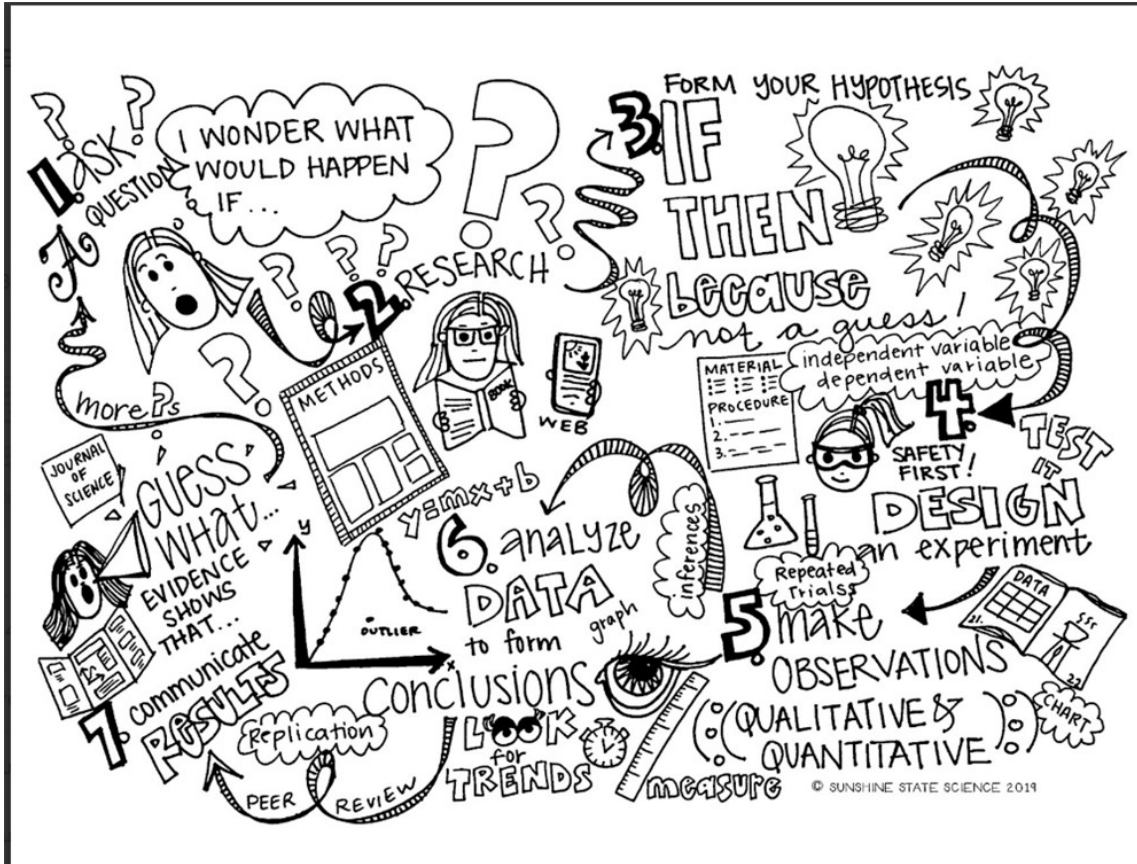 1. ask
A
QUESTION
I WONDER WHAT
WOULD HAPPEN
IF ...
2. RESEARCH
METHODS
BOOK
WEB
3. FORM YOUR HYPOTHESIS
IF
THEN
because
not a guess!
independent variable
dependent variable
MATERIAL
PROCEDURE
1.
2.
3.
4.
TEST
IT
SAFETY
FIRST!
DESIGN
an experiment
Repeated
Trials
5. make
OBSERVATIONS
QUALITATIVE &
QUANTITATIVE
DATA
21.
SSS
22
CHART
measure
inferences
y=mx+b
6. analyze
DATA
to form
graph
CONCLUSIONS
LOOK
for
TRENDS
y
x
OUTLIER
PEER REVIEW
Replication
7. communicate
RESULTS
GUESS
WHAT...
EVIDENCE
SHOWS
THAT...
JOURNAL
OF
SCIENCE
more ?s
© SUNSHINE STATE SCIENCE 2019